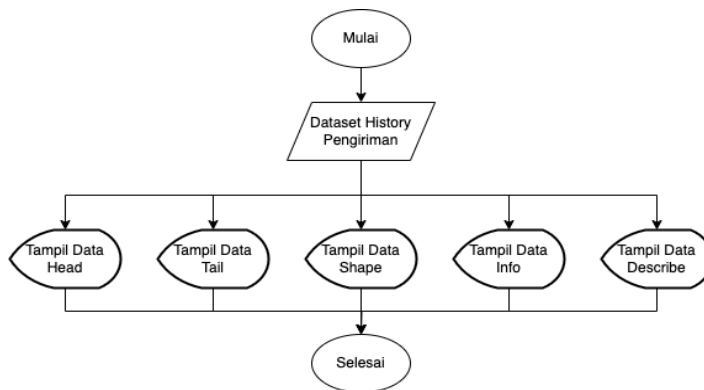 Mulai
Dataset History
Pengiriman
Tampil Data
Head
Tampil Data
Tail
Tampil Data
Shape
Tampil Data
Info
Tampil Data
Describe
Selesai